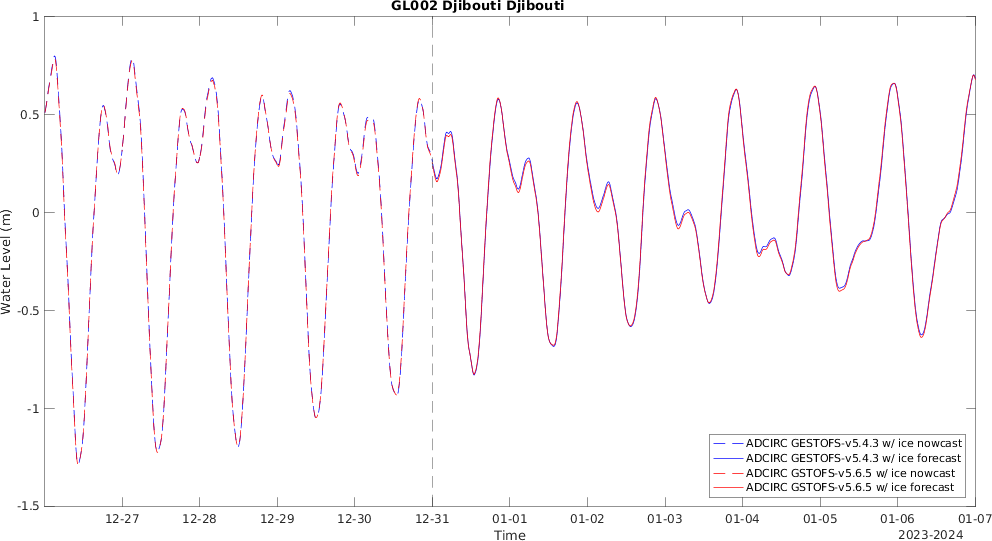 GL002 Djibouti Djibouti
1
0.5
0
-0.5
-1
-1.5
Water Level (m)
12-27
12-28
12-29
12-30
12-31
01-01
01-02
01-03
01-04
01-05
01-06
01-07
Time
2023-2024
ADCIRC GESTOFS-v5.4.3 w/ ice nowcast
ADCIRC GESTOFS-v5.4.3 w/ ice forecast
ADCIRC GSTOFS-v5.6.5 w/ ice nowcast
ADCIRC GSTOFS-v5.6.5 w/ ice forecast